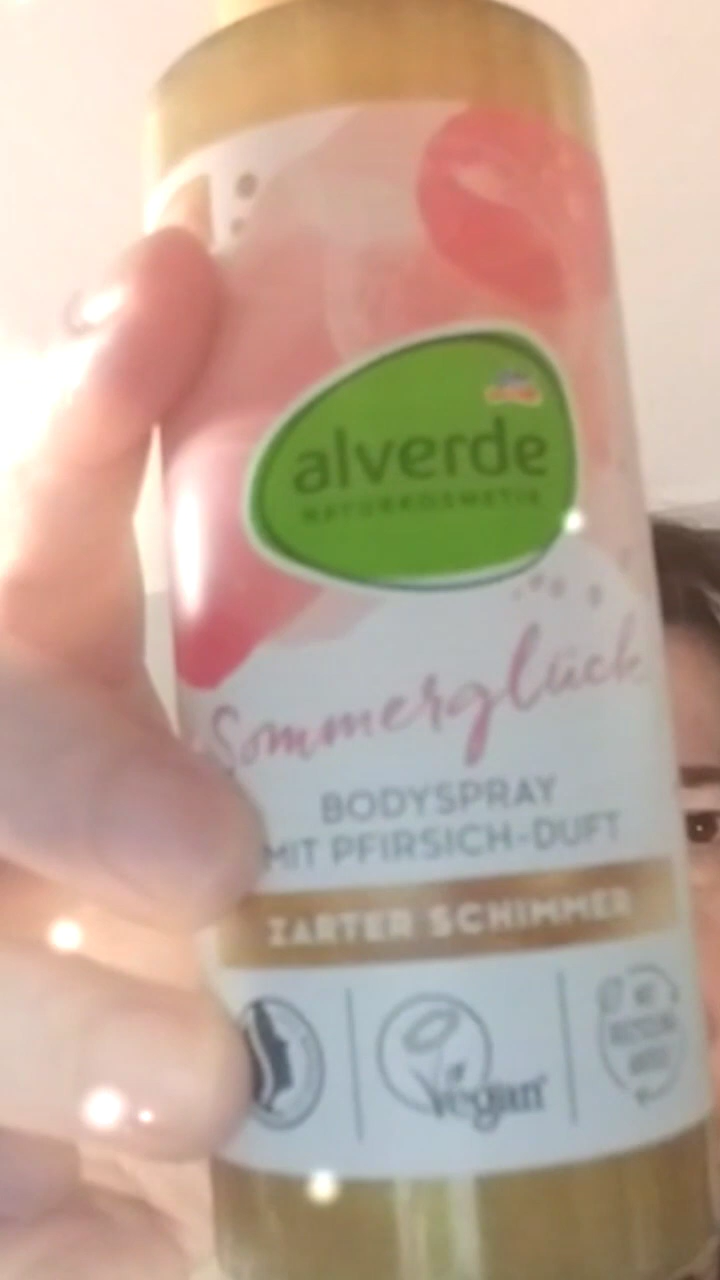 alverde
NATURKOSMETIK
Sommerglück
BODYSPRAY
MIT PFIRSICH-DUFT
ZARTER SCHIMMER
Vegan